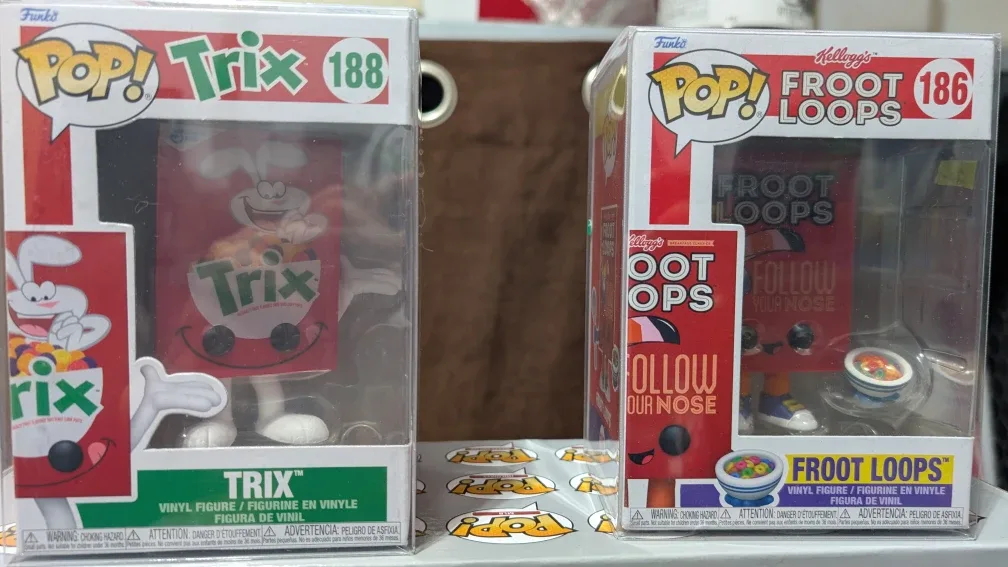 Funko
POP!
Trix
188
Trix
rix
TRIX™
VINYL FIGURE / FIGURINE EN VINYLE
FIGURA DE VINIL
WARNING: CHOKING HAZARD
ATTENTION: DANGER D'ÉTOUFFEMENT
ADVERTENCIA: PELIGRO DE ASFIXIA
Funko
POP!
Kellogg's™
FROOT
LOOPS
186
FROOT
LOOPS
FOLLOW
YOUR NOSE
FROOT
LOOPS
Kellogg's
OOT
OPS
OLLOW
OUR NOSE
FROOT LOOPS™
VINYL FIGURE / FIGURINE EN VINYLE
FIGURA DE VINIL
WARNING: CHOKING HAZARD
ATTENTION: DANGER D'ÉTOUFFEMENT
ADVERTENCIA: PELIGRO DE ASFIXIA
POP!
POP!
POP!